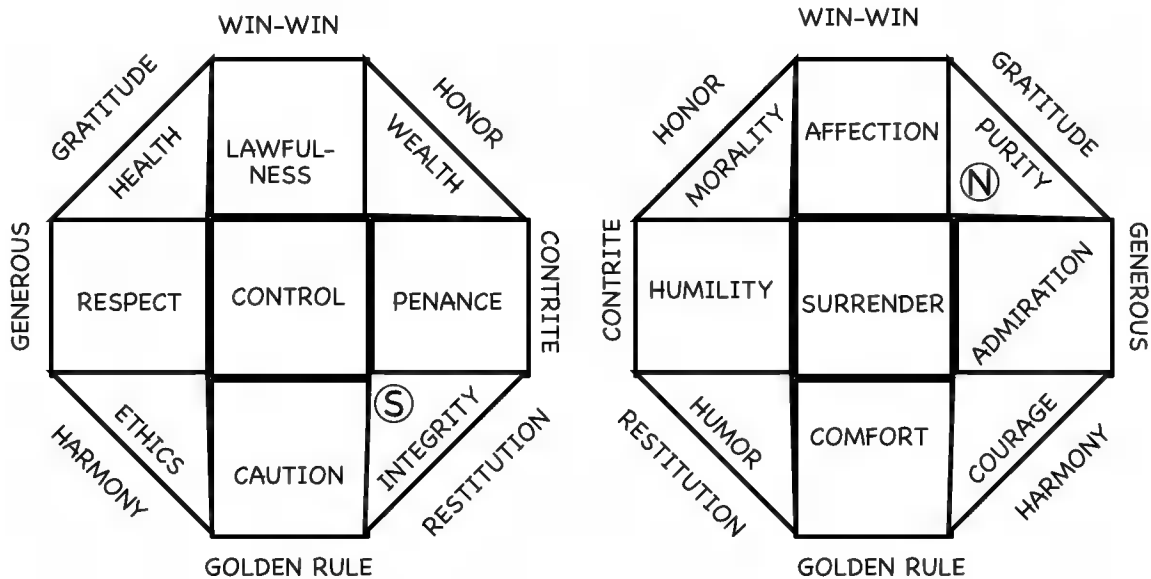 WIN-WIN
GRATITUDE
HONOR
HEALTH
LAWFUL-
NESS
WEALTH
GENEROUS
RESPECT
CONTROL
PENANCE
CONTRITE
HARMONY
ETHICS
CAUTION
S
INTEGRITY
RESTITUTION
GOLDEN RULE
WIN-WIN
HONOR
GRATITUDE
MORALITY
AFFECTION
PURITY
N
CONTRITE
HUMILITY
SURRENDER
ADMIRATION
GENEROUS
RESTITUTION
HUMOR
COMFORT
COURAGE
HARMONY
GOLDEN RULE